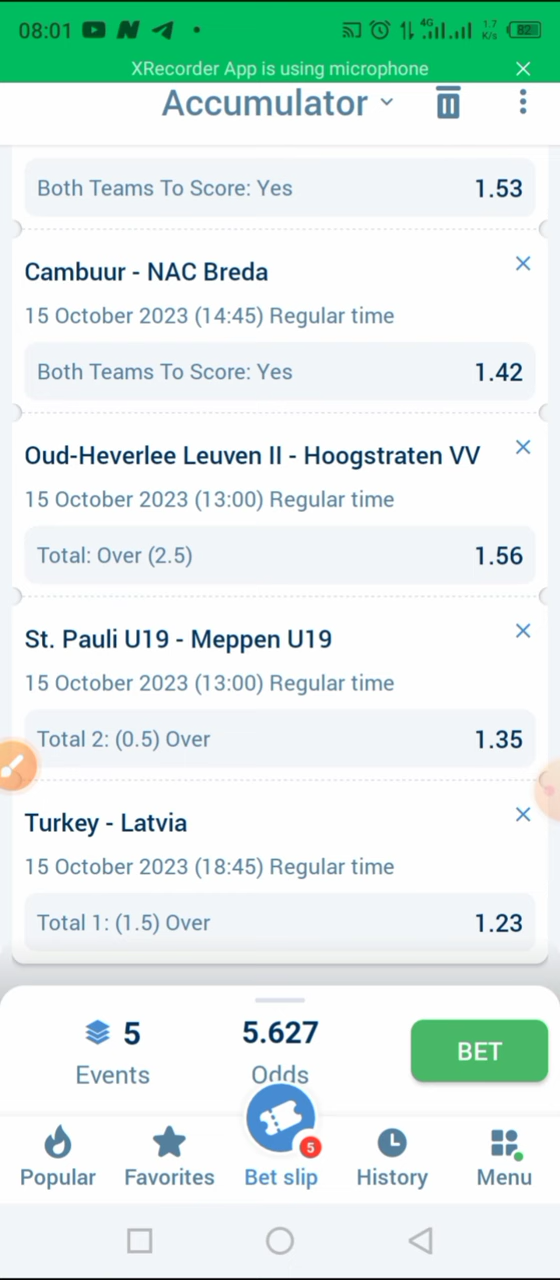 08:01 4G 1.7 K/s 82
XRecorder App is using microphone
Accumulator
Both Teams To Score: Yes 1.53
Cambuur - NAC Breda
15 October 2023 (14:45) Regular time
Both Teams To Score: Yes 1.42
Oud-Heverlee Leuven II - Hoogstraten VV
15 October 2023 (13:00) Regular time
Total: Over (2.5) 1.56
St. Pauli U19 - Meppen U19
15 October 2023 (13:00) Regular time
Total 2: (0.5) Over 1.35
Turkey - Latvia
15 October 2023 (18:45) Regular time
Total 1: (1.5) Over 1.23
5 5.627 BET
Events Odds
5
Popular Favorites Bet slip History Menu